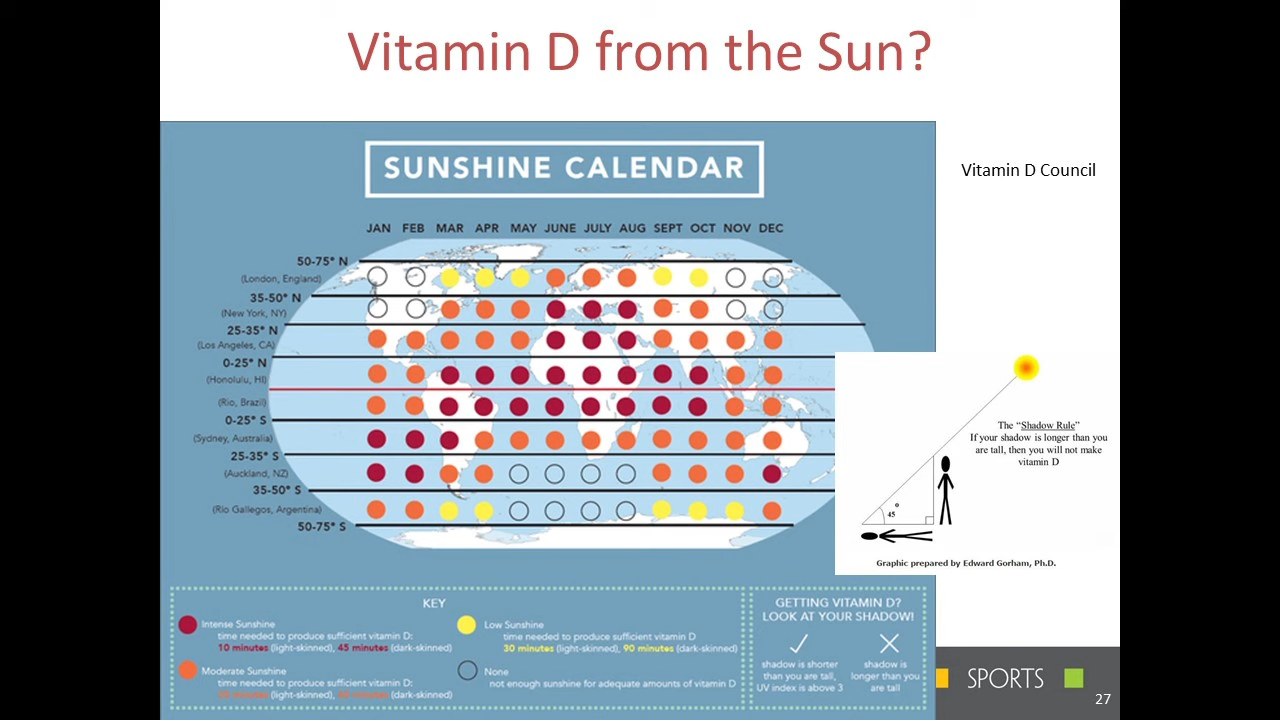 Vitamin D from the Sun?
SUNSHINE CALENDAR
Vitamin D Council
JAN FEB MAR APR MAY JUNE JULY AUG SEPT OCT NOV DEC
50-75° N
(London, England)
35-50° N
(New York, NY)
25-35° N
(Los Angeles, CA)
0-25° N
(Honolulu, HI)
(Rio, Brazil)
0-25° S
(Sydney, Australia)
25-35° S
(Auckland, NZ)
35-50° S
(Rio Gallegos, Argentina)
50-75° S
The “Shadow Rule”
If your shadow is longer than you
are tall, then you will not make
vitamin D
45°
Graphic prepared by Edward Gorham, Ph.D.
KEY
Intense Sunshine
time needed to produce sufficient vitamin D:
10 minutes (light-skinned), 45 minutes (dark-skinned)
Moderate Sunshine
time needed to produce sufficient vitamin D:
minutes (light-skinned), minutes (dark-skinned)
Low Sunshine
time needed to produce sufficient vitamin D
30 minutes (light-skinned), 90 minutes (dark-skinned)
None
not enough sunshine for adequate amounts of vitamin D
GETTING VITAMIN D?
LOOK AT YOUR SHADOW!
shadow is shorter
than you are tall,
UV index is above 3
shadow is
longer than you
are tall
SPORTS
27